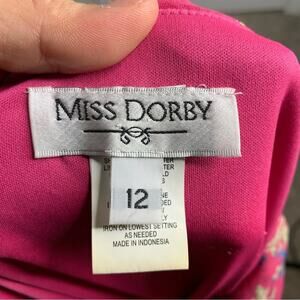 MISS DORBY
12
IRON ON LOWEST SETTING
AS NEEDED
MADE IN INDONESIA